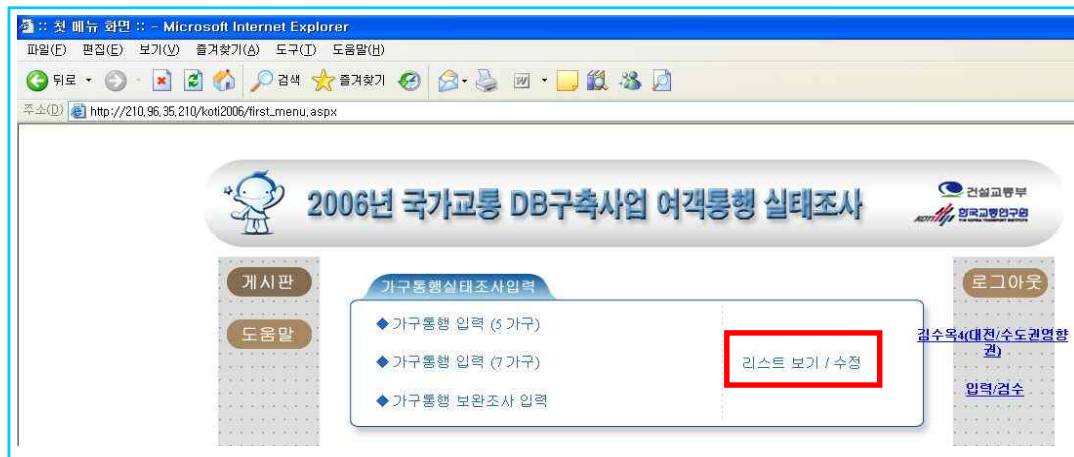 :: 첫 메뉴 화면 :: - Microsoft Internet Explorer
파일(F) 편집(E) 보기(V) 즐겨찾기(A) 도구(T) 도움말(H)
뒤로 검색 즐겨찾기
주소(D) http://210.96.35.210/koti2006/first_menu.aspx
2006년 국가교통 DB구축사업 여객통행 실태조사
건설교통부
KOTI 한국교통연구원
게시판
가구통행실태조사입력
로그아웃
◆ 가구통행 입력 (5 가구)
도움말
김수옥4(대전/수도권영향권)
◆ 가구통행 입력 (7 가구)
리스트 보기 / 수정
입력/검수
◆ 가구통행 보완조사 입력